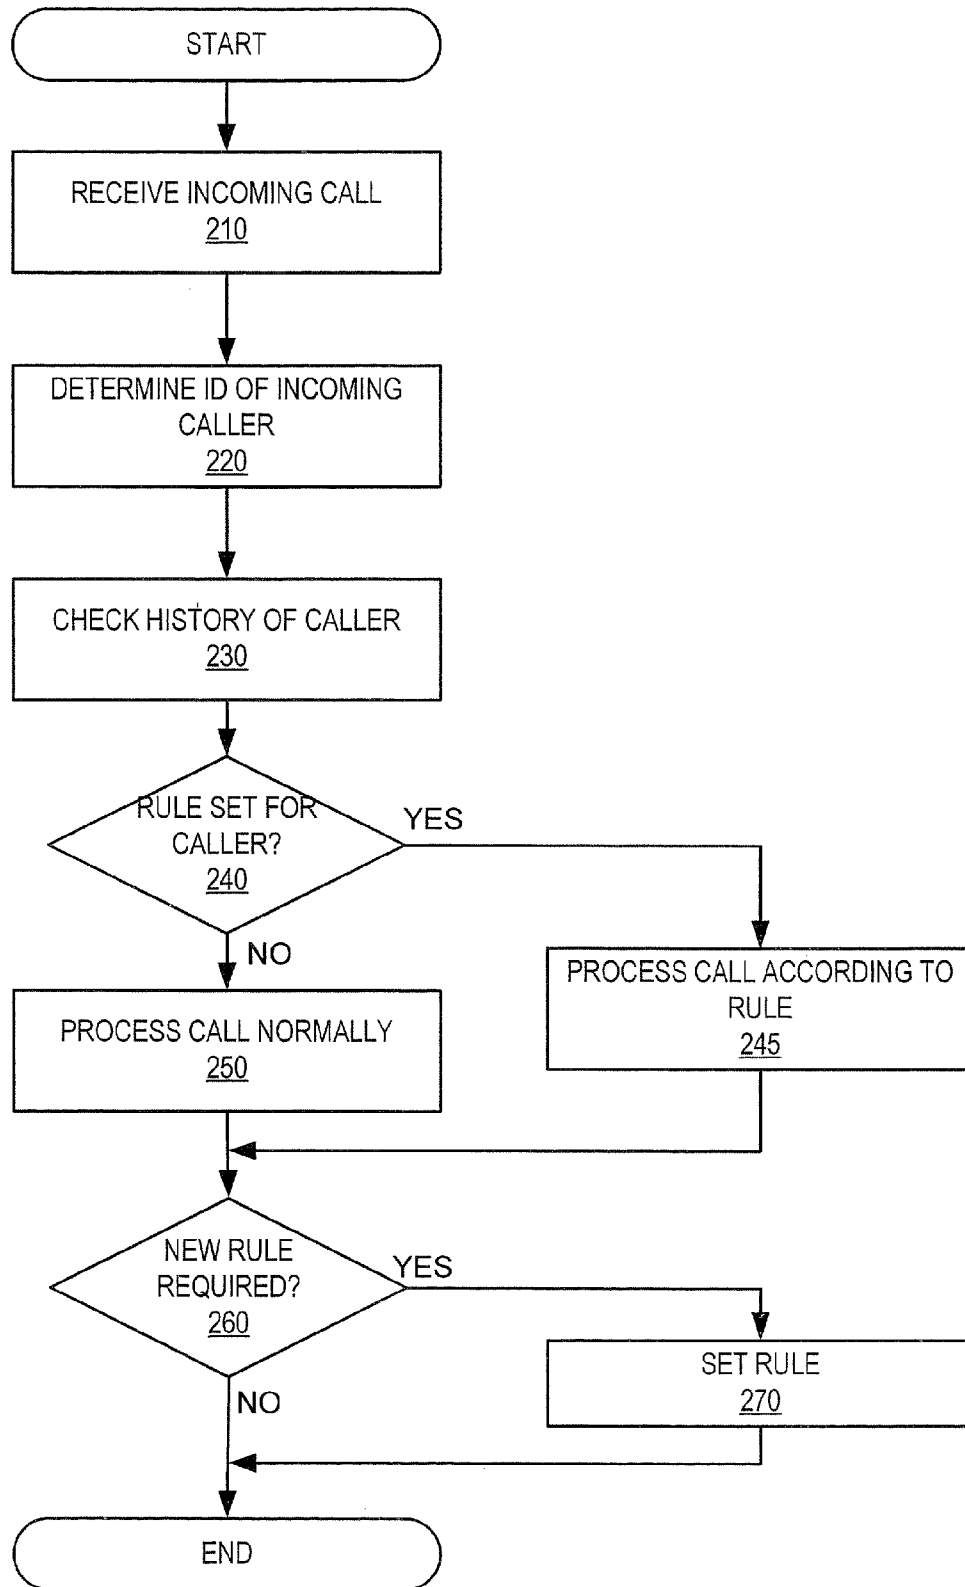 START
RECEIVE INCOMING CALL
210
DETERMINE ID OF INCOMING
CALLER
220
CHECK HISTORY OF CALLER
230
RULE SET FOR
CALLER?
240
YES
NO
PROCESS CALL ACCORDING TO
RULE
245
PROCESS CALL NORMALLY
250
NEW RULE
REQUIRED?
260
YES
NO
SET RULE
270
END